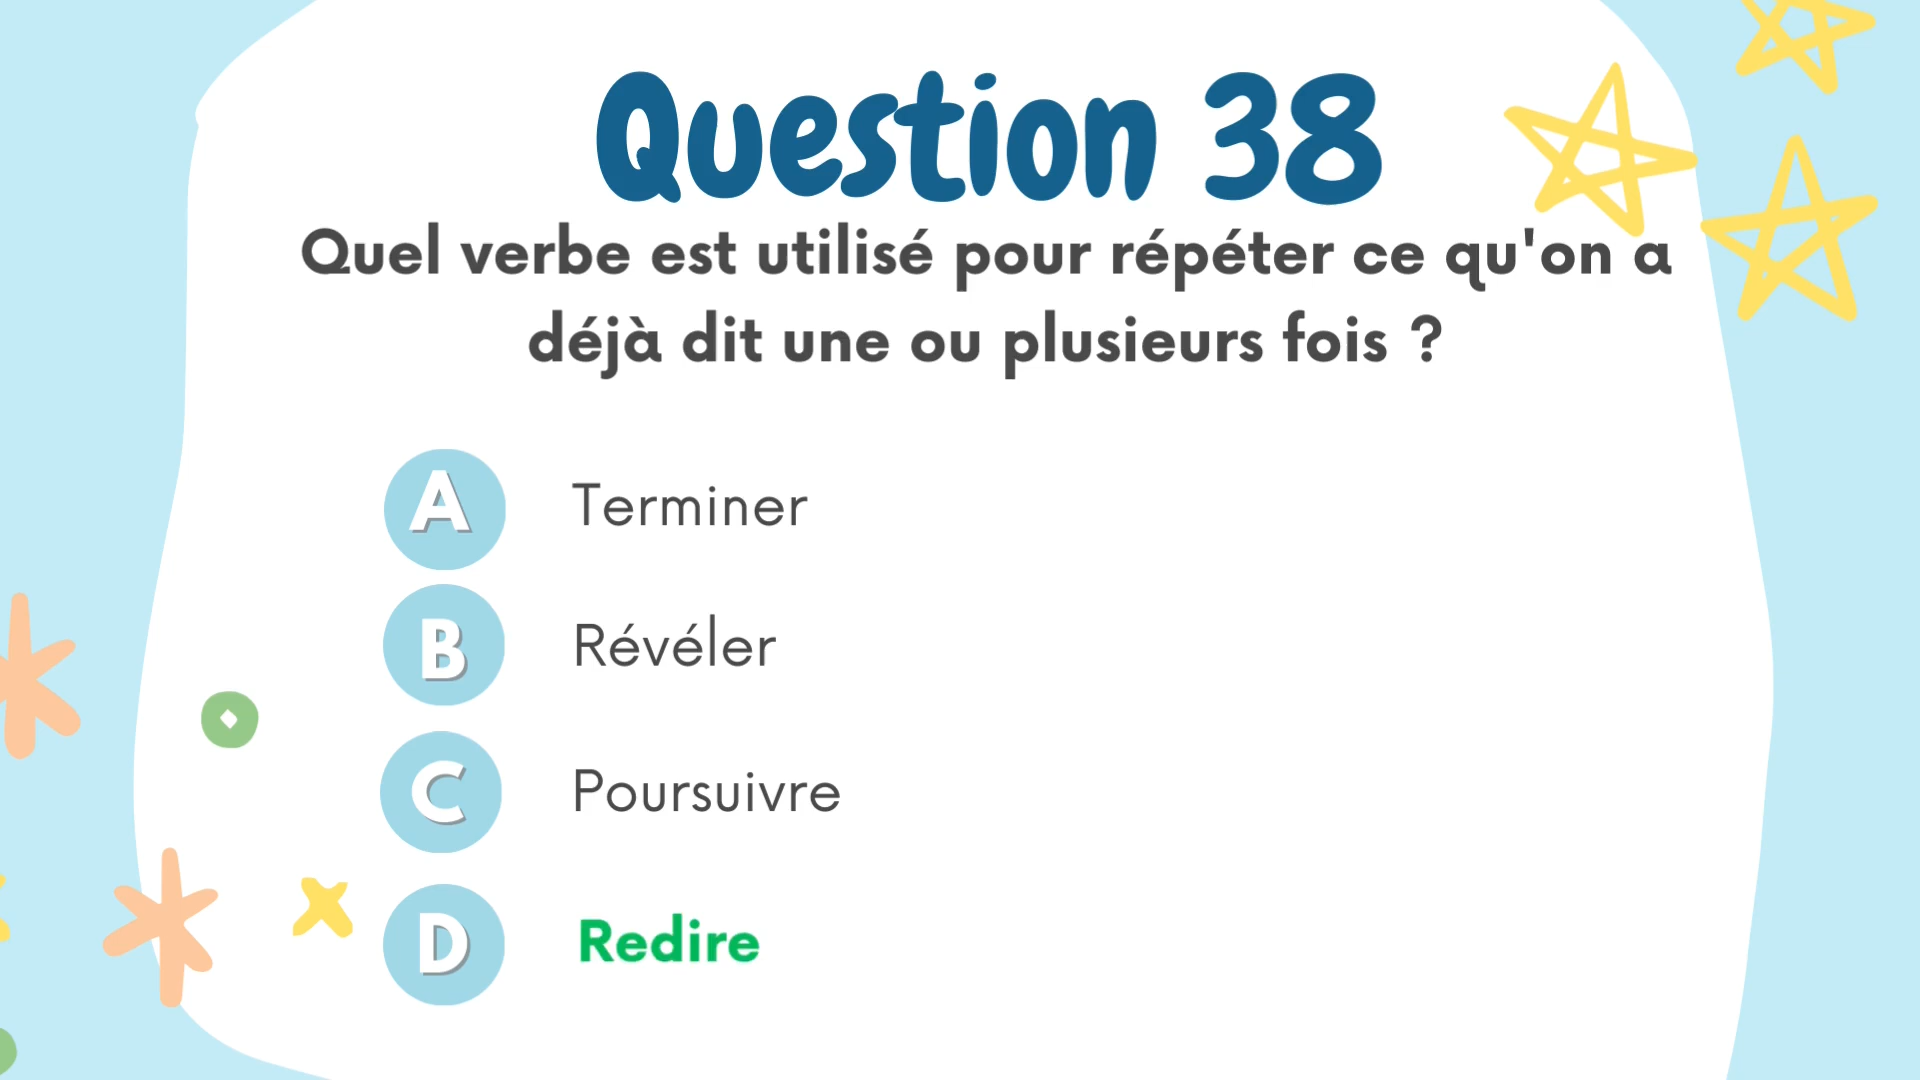 Question 38
Quel verbe est utilisé pour répéter ce qu'on a
déjà dit une ou plusieurs fois ?
A Terminer
B Révéler
C Poursuivre
D Redire